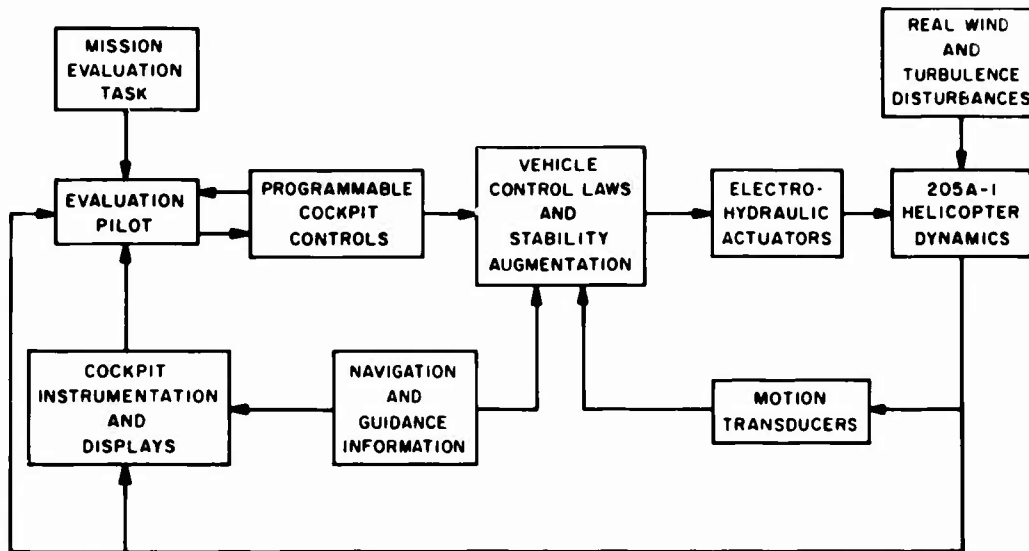 MISSION
EVALUATION
TASK
REAL WIND
AND
TURBULENCE
DISTURBANCES
EVALUATION
PILOT
PROGRAMMABLE
COCKPIT
CONTROLS
VEHICLE
CONTROL LAWS
AND
STABILITY
AUGMENTATION
ELECTRO-
HYDRAULIC
ACTUATORS
205A-1
HELICOPTER
DYNAMICS
COCKPIT
INSTRUMENTATION
AND
DISPLAYS
NAVIGATION
AND
GUIDANCE
INFORMATION
MOTION
TRANSDUCERS